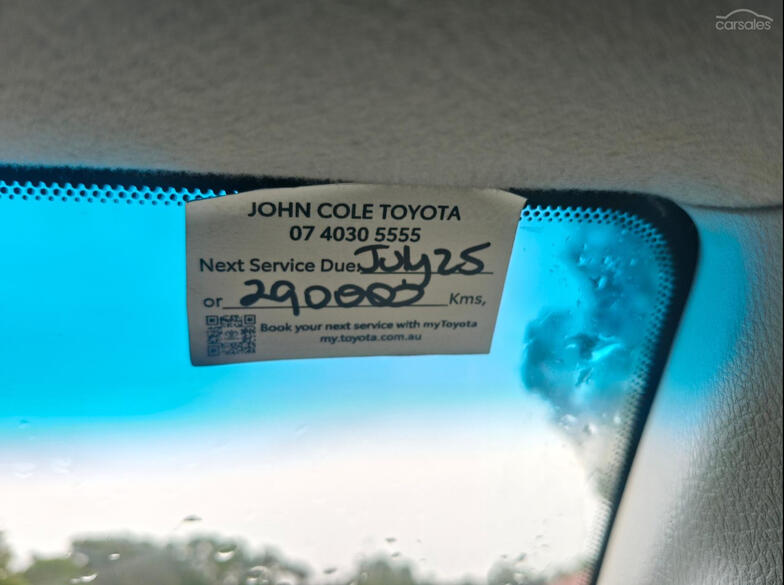 carsales
JOHN COLE TOYOTA
07 4030 5555
Next Service Due: July 25
or 290000 Kms,
Book your next service with myToyota
my.toyota.com.au